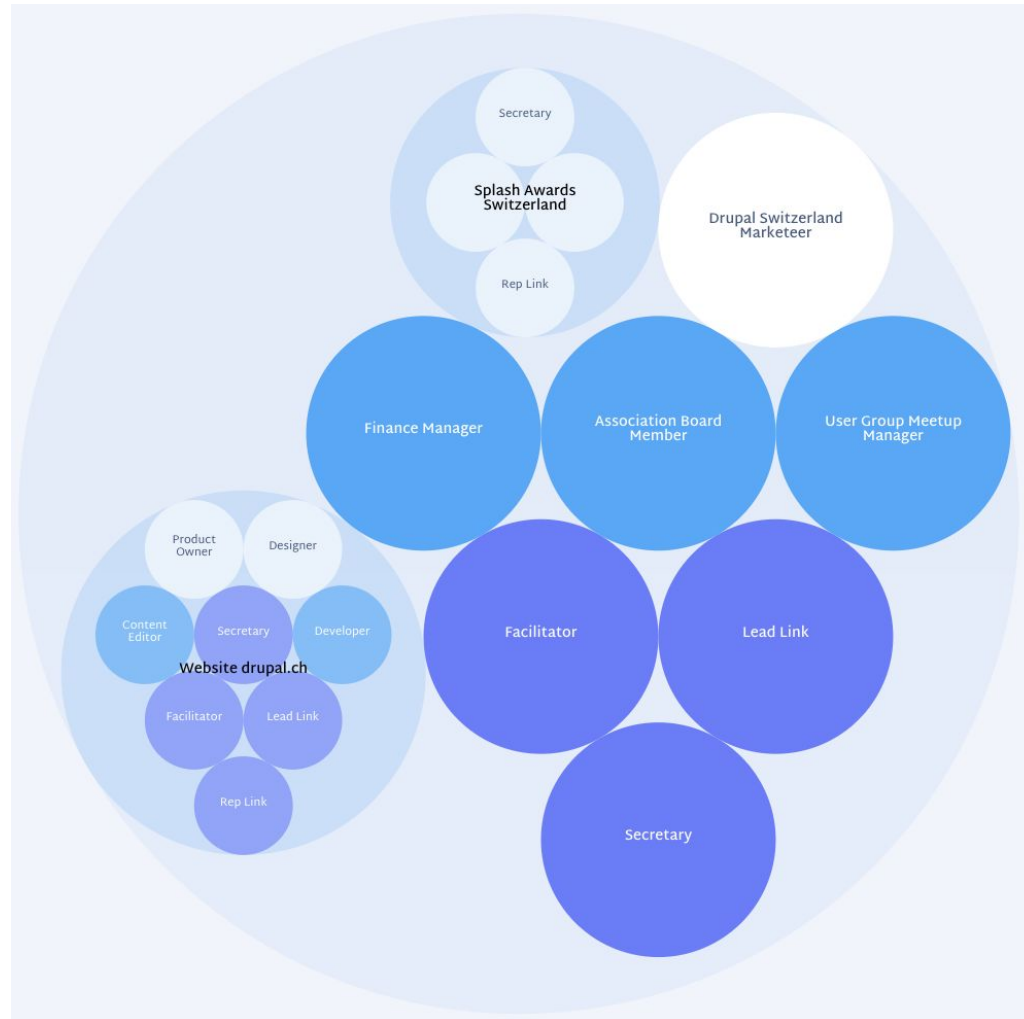 Secretary
Splash Awards
Switzerland
Rep Link
Drupal Switzerland
Marketeer
Finance Manager
Association Board
Member
User Group Meetup
Manager
Product
Owner
Designer
Content
Editor
Secretary
Developer
Website drupal.ch
Facilitator
Lead Link
Rep Link
Facilitator
Lead Link
Secretary